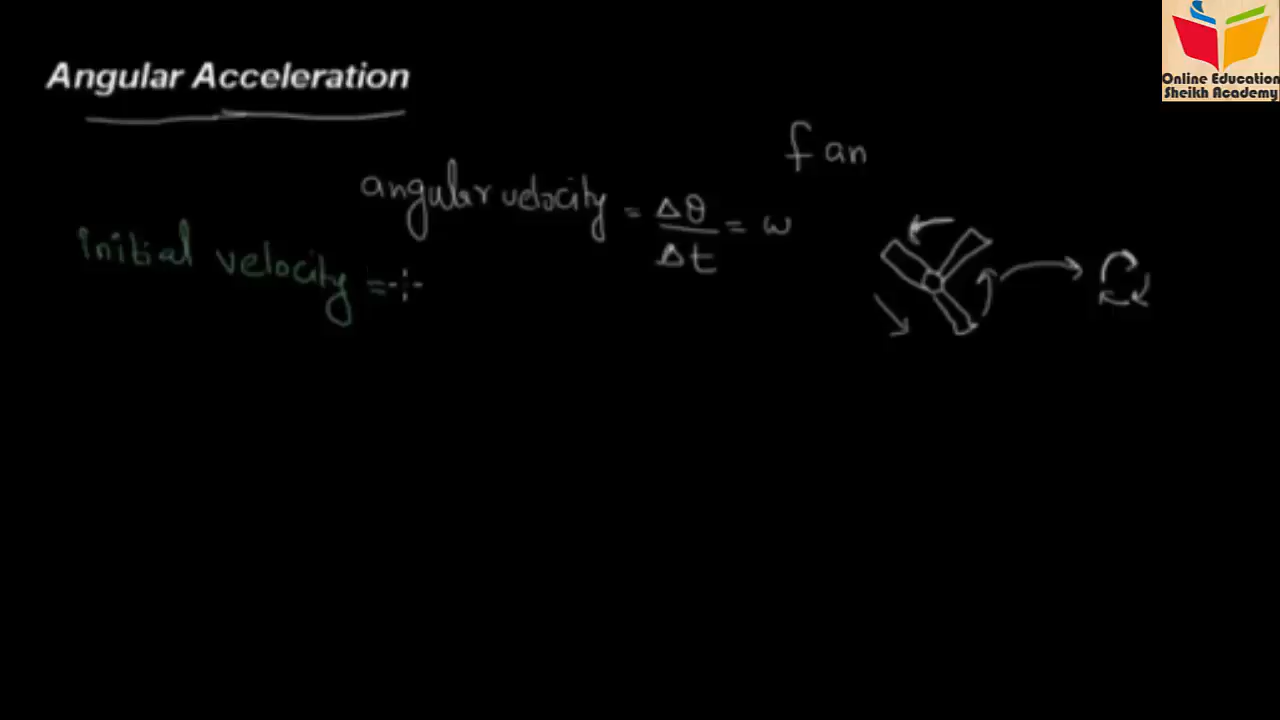 Angular Acceleration
Online Education
Sheikh Academy
fan
angular velocity = Δθ/Δt = ω
initial velocity =